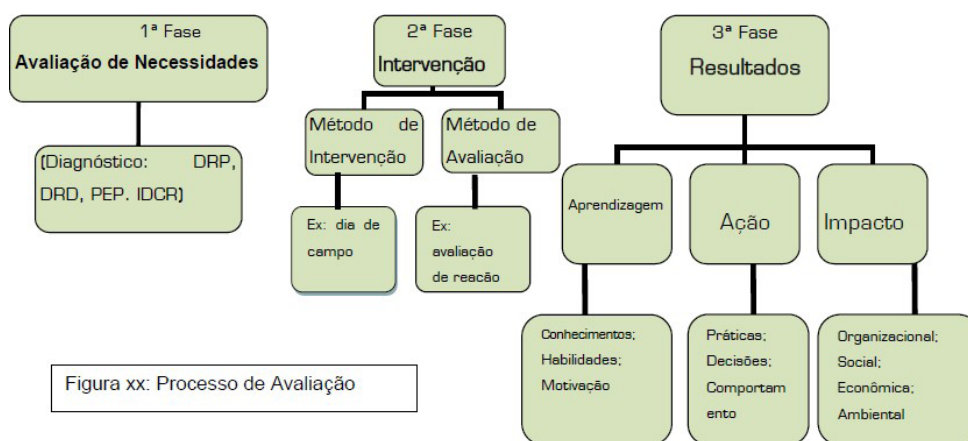 1ª Fase
Avaliação de Necessidades
(Diagnóstico: DRP,
DRD, PEP. IDCR)
2ª Fase
Intervenção
Método de
Intervenção
Método de
Avaliação
Ex: dia de
campo
Ex:
avaliação
de reacão
3ª Fase
Resultados
Aprendizagem
Ação
Impacto
Conhecimentos;
Habilidades;
Motivação
Práticas;
Decisões;
Comportam
ento
Organizacional;
Social;
Econômica;
Ambiental
Figura xx: Processo de Avaliação